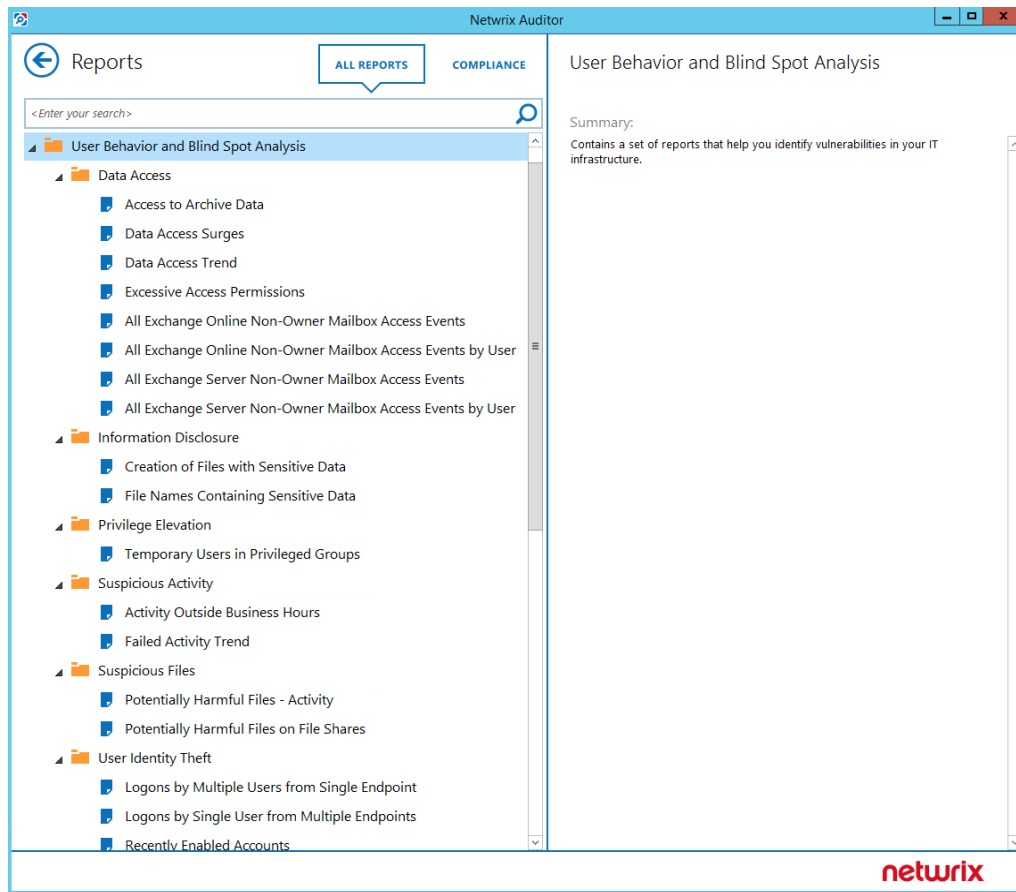 Netwrix Auditor
Reports
ALL REPORTS
COMPLIANCE
<Enter your search>
User Behavior and Blind Spot Analysis
Data Access
Access to Archive Data
Data Access Surges
Data Access Trend
Excessive Access Permissions
All Exchange Online Non-Owner Mailbox Access Events
All Exchange Online Non-Owner Mailbox Access Events by User
All Exchange Server Non-Owner Mailbox Access Events
All Exchange Server Non-Owner Mailbox Access Events by User
Information Disclosure
Creation of Files with Sensitive Data
File Names Containing Sensitive Data
Privilege Elevation
Temporary Users in Privileged Groups
Suspicious Activity
Activity Outside Business Hours
Failed Activity Trend
Suspicious Files
Potentially Harmful Files - Activity
Potentially Harmful Files on File Shares
User Identity Theft
Logons by Multiple Users from Single Endpoint
Logons by Single User from Multiple Endpoints
Recently Enabled Accounts
User Behavior and Blind Spot Analysis
Summary:
Contains a set of reports that help you identify vulnerabilities in your IT
infrastructure.
netwrix